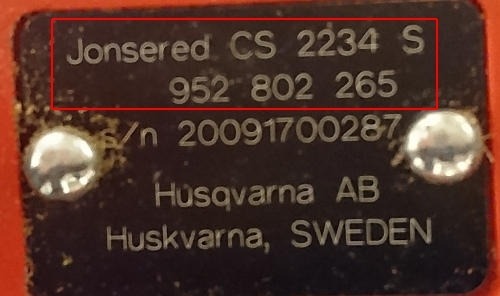 Jonsered CS 2234 S
952 802 265
s/n 20091700287
Husqvarna AB
Huskvarna, SWEDEN